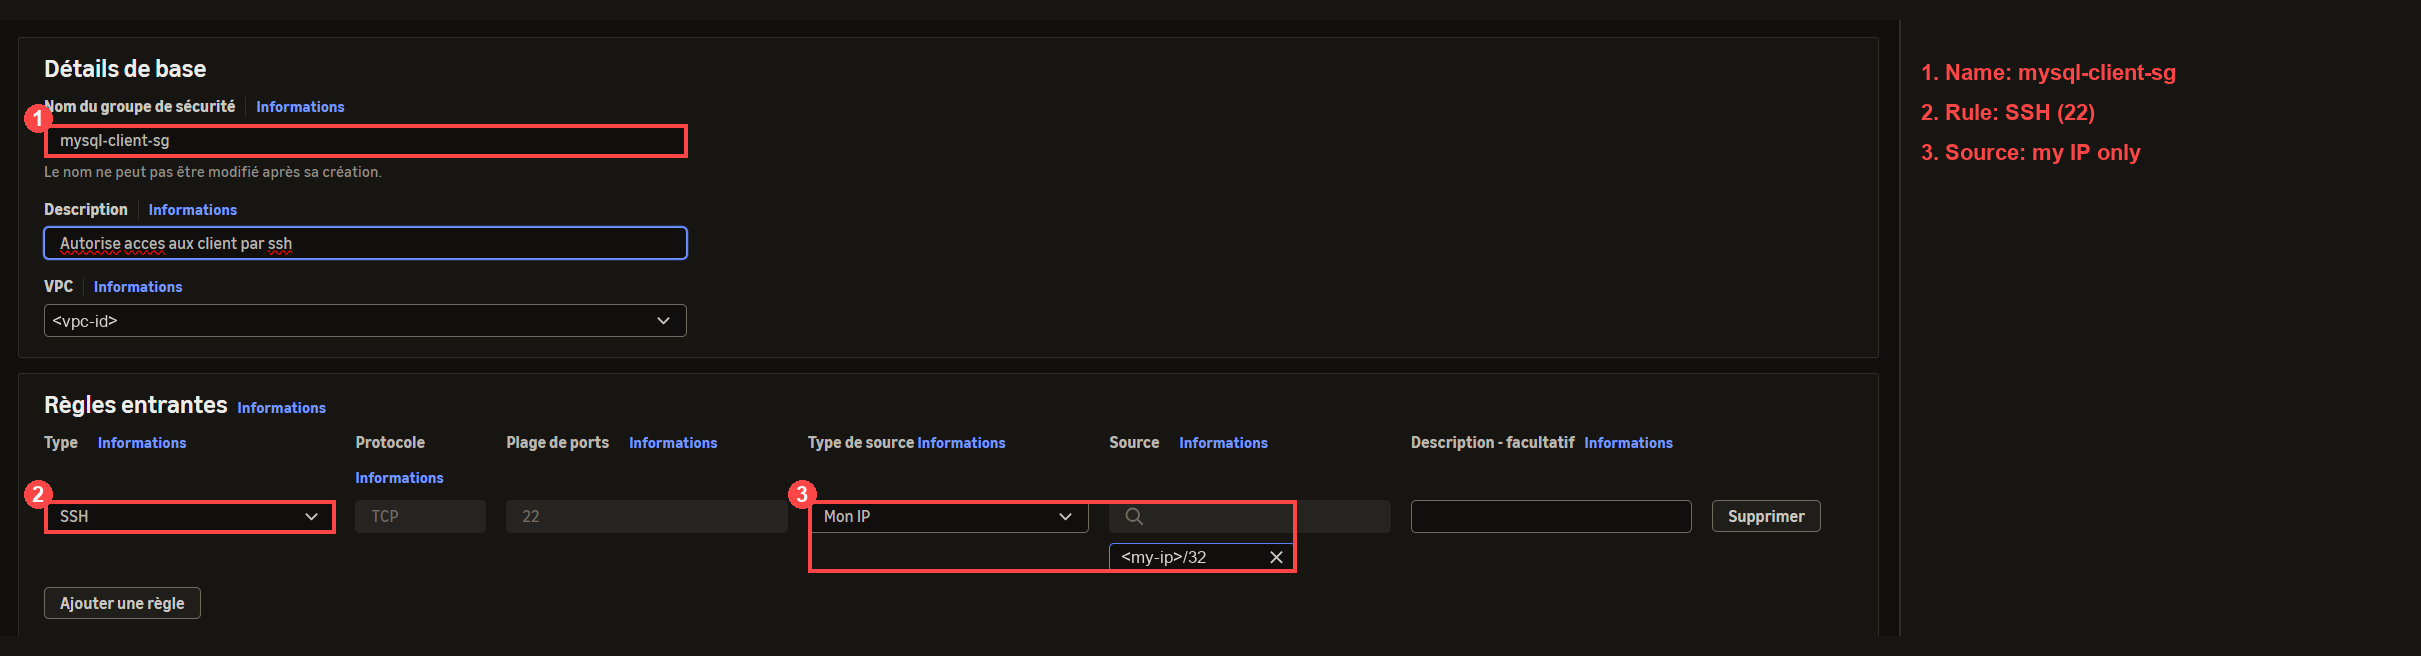 Détails de base
Nom du groupe de sécurité Informations
1
mysql-client-sg
Le nom ne peut pas être modifié après sa création.
Description Informations
Autorise acces aux client par ssh
VPC Informations
<vpc-id>
Règles entrantes Informations
Type Informations Protocole Informations Plage de ports Informations Type de source Informations Source Informations Description - facultatif Informations
2
3
SSH TCP 22 Mon IP Supprimer
<my-ip>/32
Ajouter une règle
1. Name: mysql-client-sg
2. Rule: SSH (22)
3. Source: my IP only